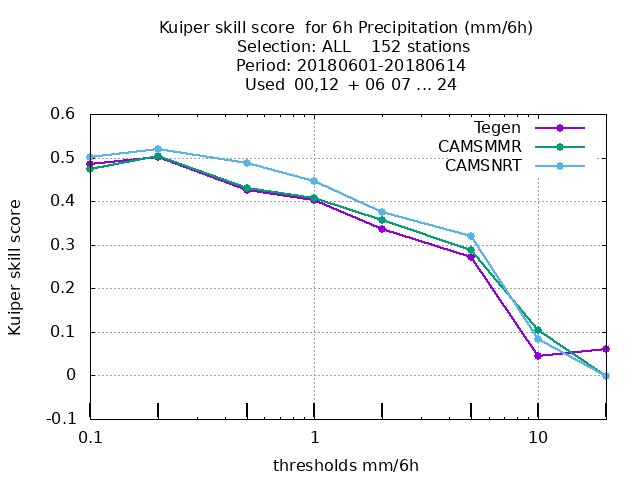 Kuiper skill score  for 6h Precipitation (mm/6h)
Selection: ALL    152 stations
Period: 20180601-20180614
Used  00,12  + 06 07 ... 24
Tegen
CAMSMMR
CAMSNRT
Kuiper skill score
0.6
0.5
0.4
0.3
0.2
0.1
0
-0.1
0.1 1 10
thresholds mm/6h